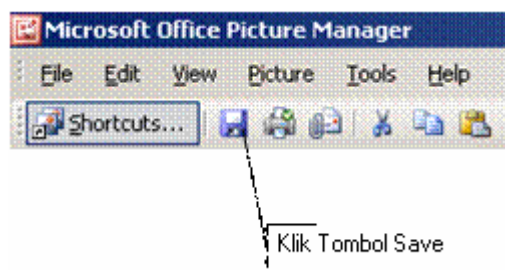 Microsoft Office Picture Manager
File Edit View Picture Tools Help
Shortcuts...
Klik Tombol Save